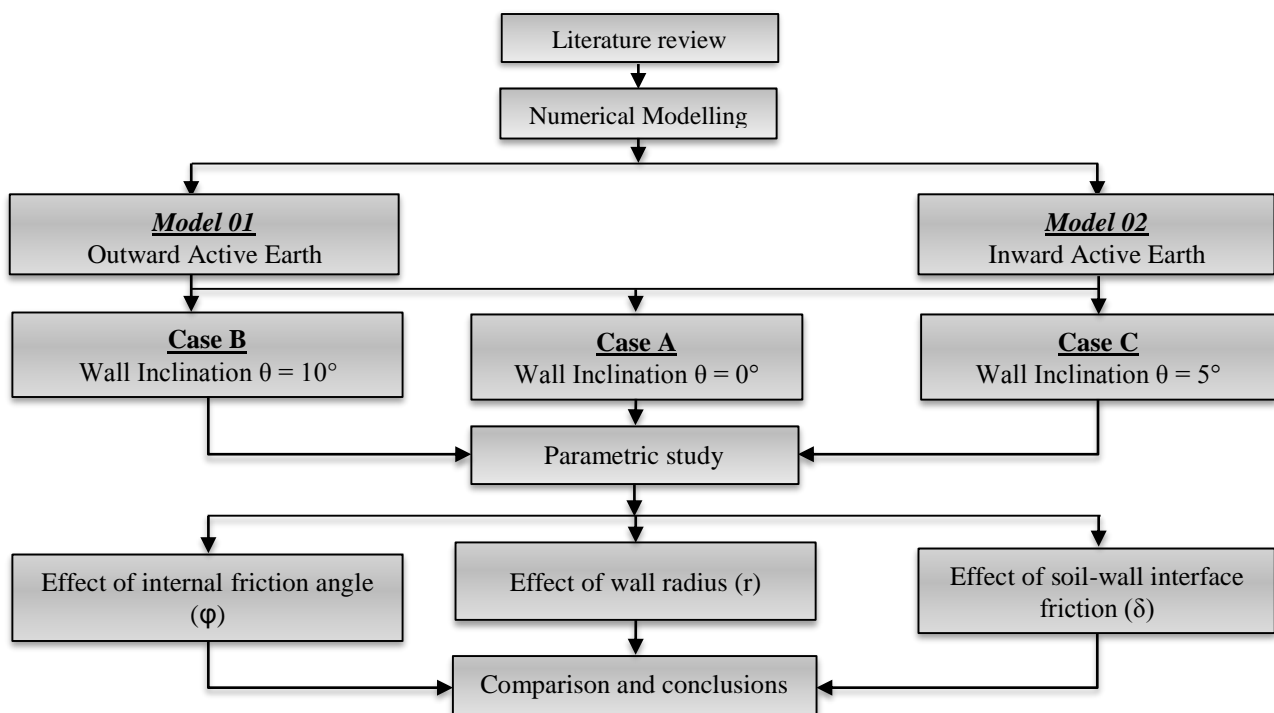 Literature review
Numerical Modelling
Model 01
Outward Active Earth
Model 02
Inward Active Earth
Case B
Wall Inclination θ = 10°
Case A
Wall Inclination θ = 0°
Case C
Wall Inclination θ = 5°
Parametric study
Effect of internal friction angle
(φ)
Effect of wall radius (r)
Effect of soil-wall interface
friction (δ)
Comparison and conclusions